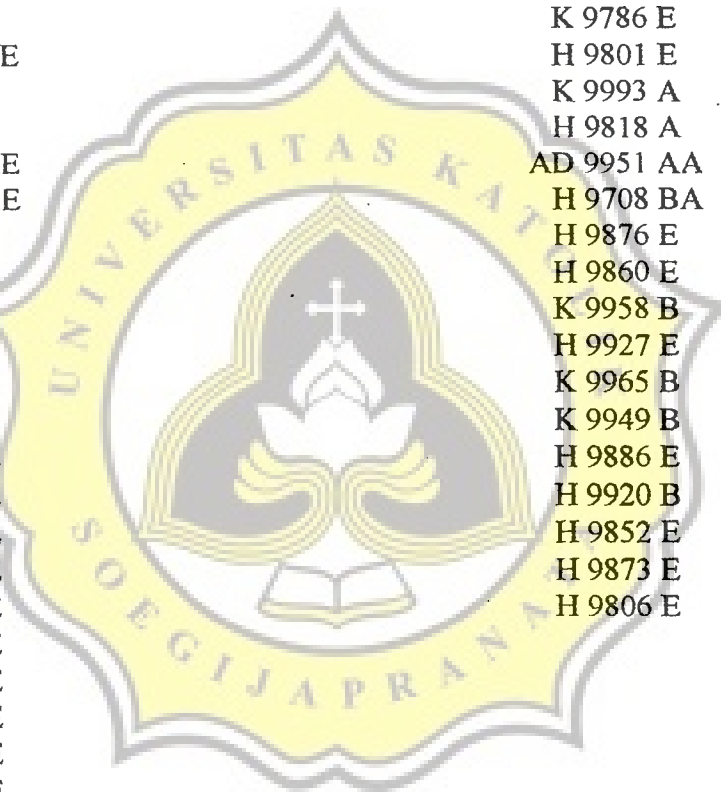 K 9786 E
E
H 9801 E
K 9993 A
H 9818 A
E
AD 9951 AA
E
H 9708 BA
H 9876 E
H 9860 E
K 9958 B
H 9927 E
K 9965 B
K 9949 B
H 9886 E
H 9920 B
H 9852 E
H 9873 E
H 9806 E
UNIVERSITAS KATOLIK
SOEGIJAPRANATA